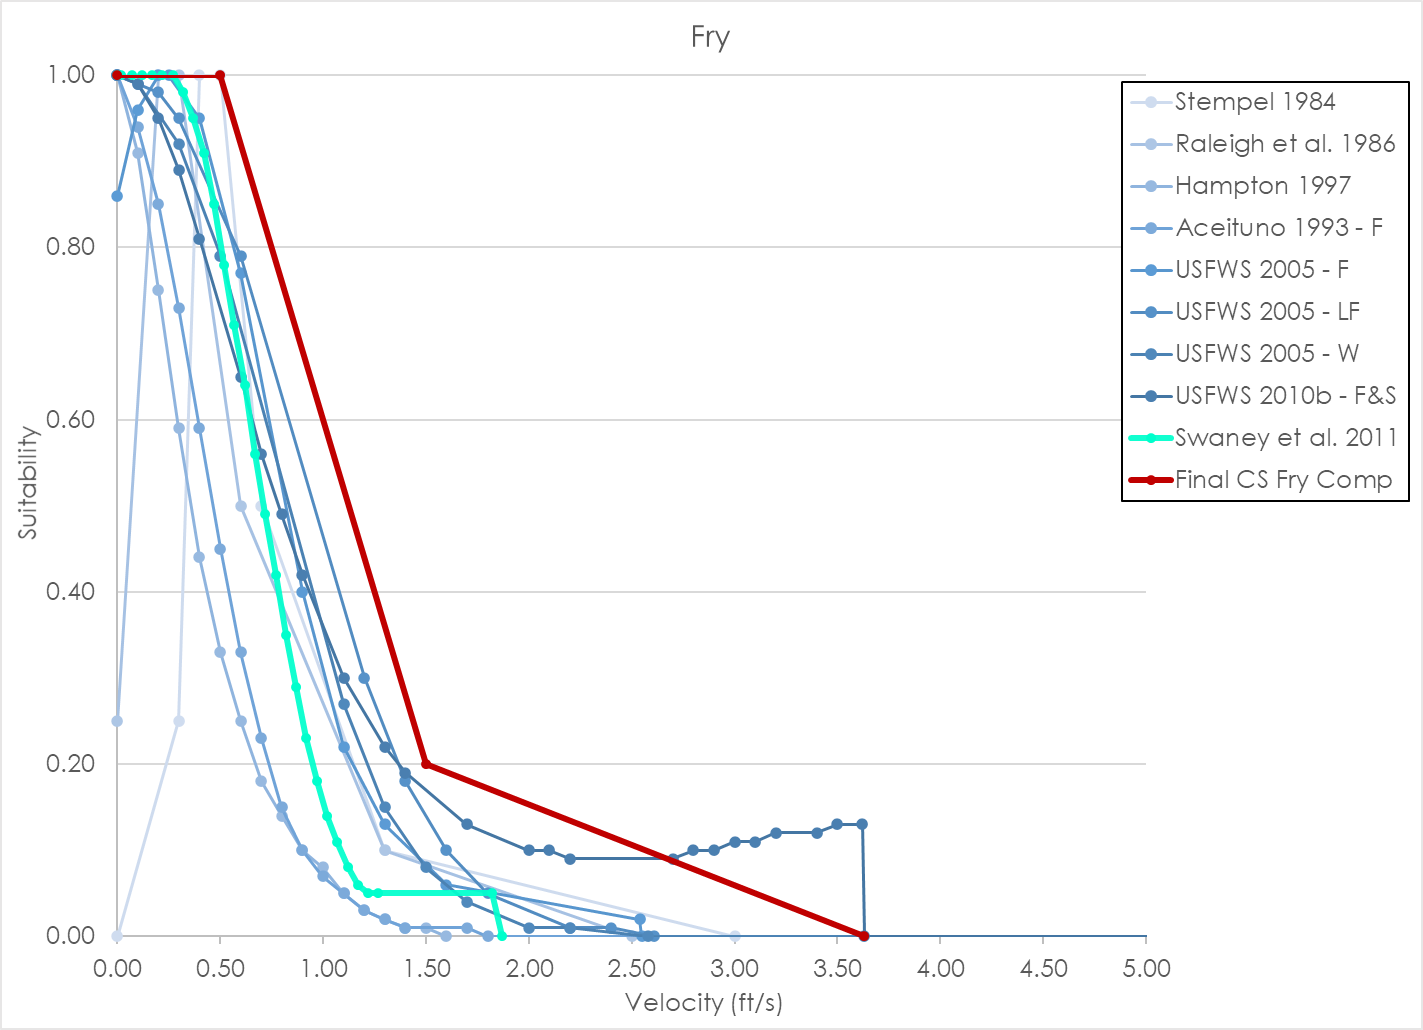 Fry
1.00
0.80
0.60
0.40
0.20
0.00
Suitability
0.00 0.50 1.00 1.50 2.00 2.50 3.00 3.50 4.00 4.50 5.00
Velocity (ft/s)
Stempel 1984
Raleigh et al. 1986
Hampton 1997
Aceituno 1993 - F
USFWS 2005 - F
USFWS 2005 - LF
USFWS 2005 - W
USFWS 2010b - F&S
Swaney et al. 2011
Final CS Fry Comp